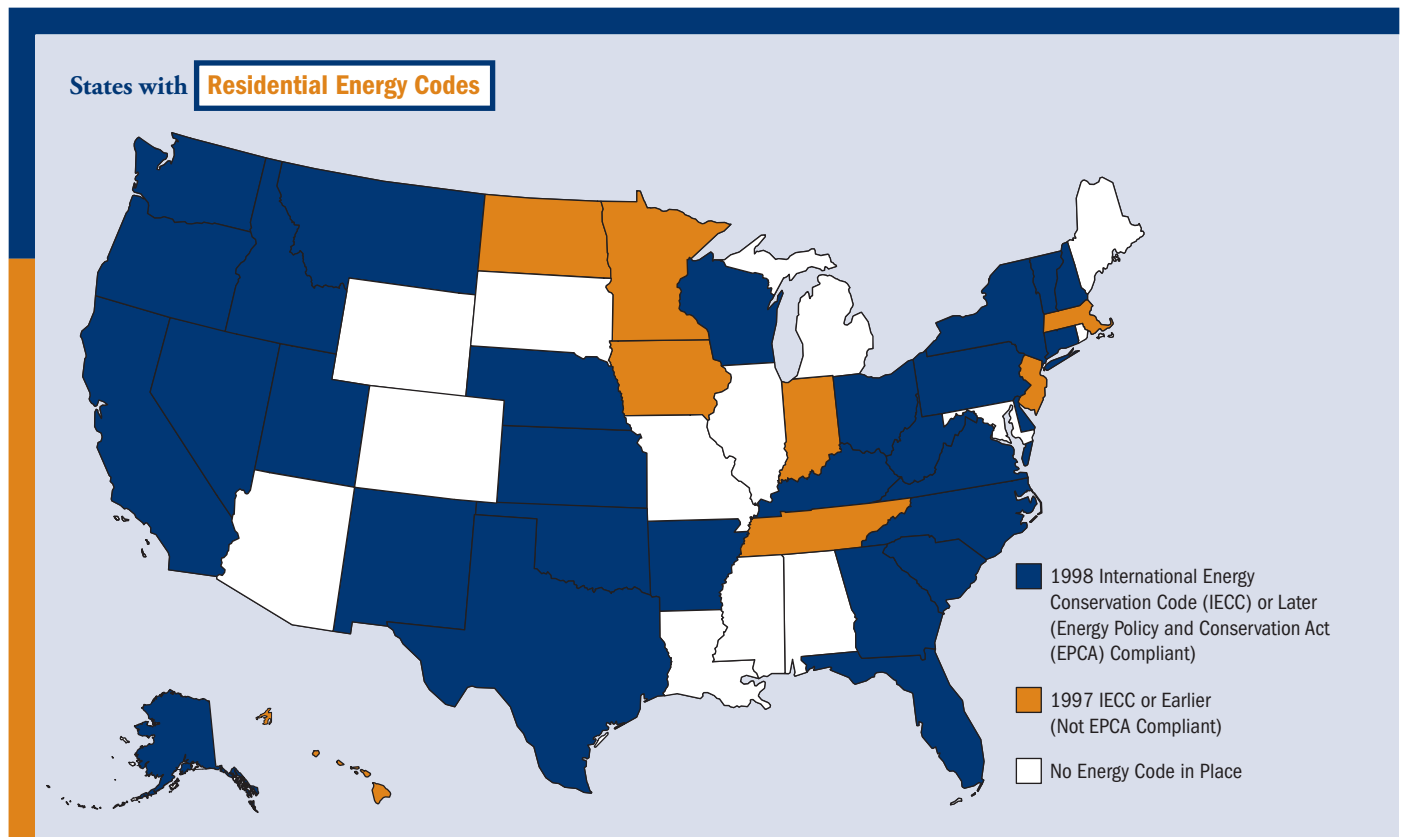 States with Residential Energy Codes
1998 International Energy
Conservation Code (IECC) or Later
(Energy Policy and Conservation Act
(EPCA) Compliant)
1997 IECC or Earlier
(Not EPCA Compliant)
No Energy Code in Place